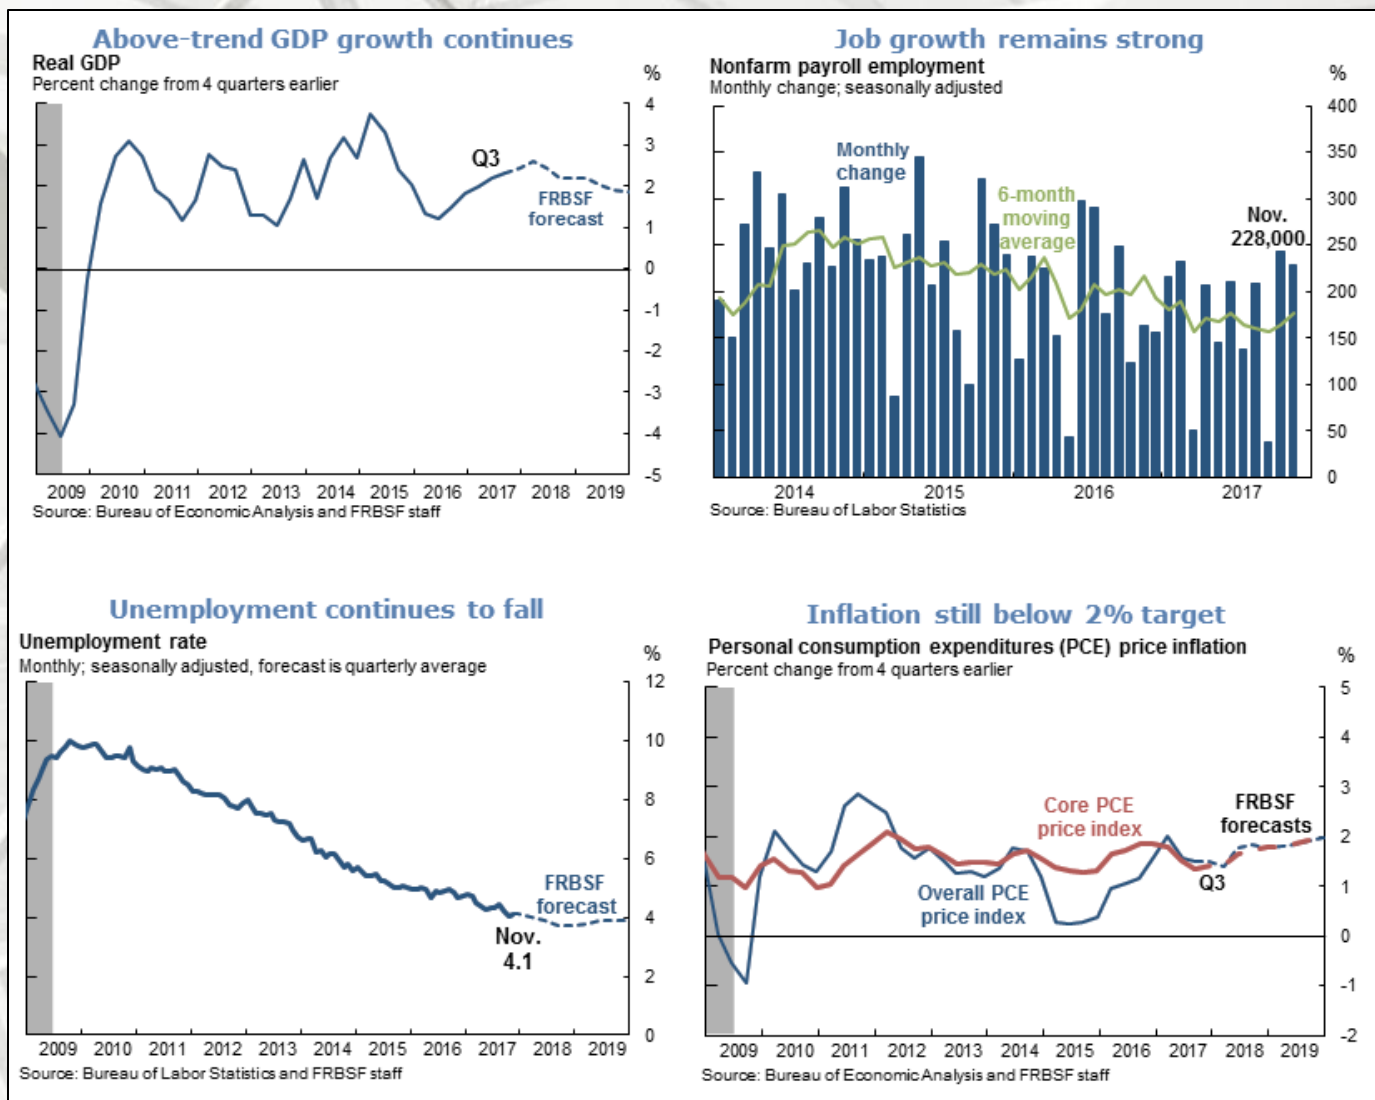 Above-trend GDP growth continues
Real GDP
Percent change from 4 quarters earlier
%
4
3
2
1
0
-1
-2
-3
-4
-5
Q3
FRBSF
forecast
2009 2010 2011 2012 2013 2014 2015 2016 2017 2018 2019
Source: Bureau of Economic Analysis and FRBSF staff
Job growth remains strong
Nonfarm payroll employment
Monthly change; seasonally adjusted
%
400
350
300
250
200
150
100
50
0
Monthly
change
6-month
moving
average
Nov.
228,000
2014 2015 2016 2017
Source: Bureau of Labor Statistics
Unemployment continues to fall
Unemployment rate
Monthly; seasonally adjusted, forecast is quarterly average
%
12
10
8
6
4
2
0
FRBSF
forecast
Nov.
4.1
2009 2010 2011 2012 2013 2014 2015 2016 2017 2018 2019
Source: Bureau of Labor Statistics and FRBSF staff
Inflation still below 2% target
Personal consumption expenditures (PCE) price inflation
Percent change from 4 quarters earlier
%
5
4
3
2
1
0
-1
-2
Core PCE
price index
FRBSF
forecasts
Overall PCE
price index
Q3
2009 2010 2011 2012 2013 2014 2015 2016 2017 2018 2019
Source: Bureau of Economic Analysis and FRBSF staff